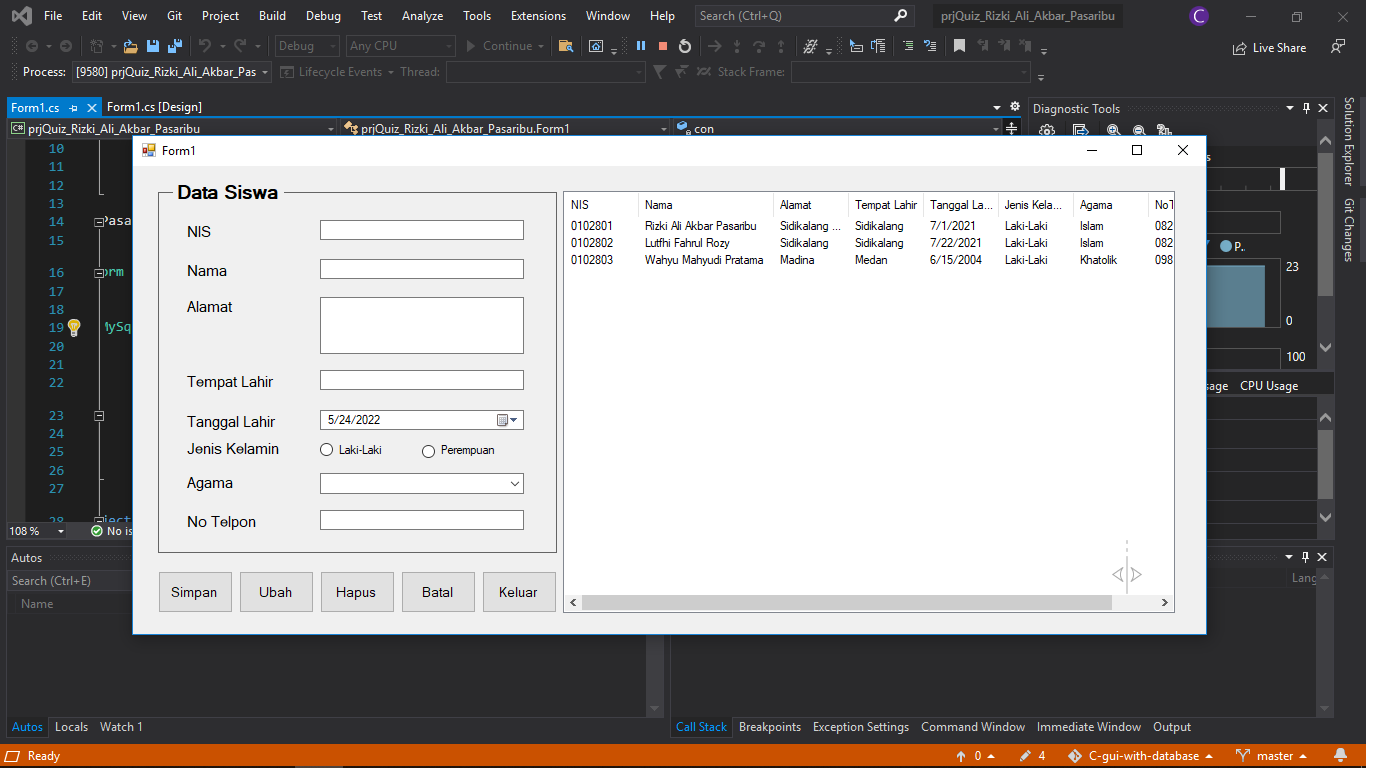 File Edit View Git Project Build Debug Test Analyze Tools Extensions Window Help Search (Ctrl+Q) prjQuiz_Rizki_Ali_Akbar_Pasaribu C
Debug Any CPU Continue Live Share
Process: [9580] prjQuiz_Rizki_Ali_Akbar_Pas Lifecycle Events Thread: Stack Frame:
Form1.cs Form1.cs [Design] Diagnostic Tools
C# prjQuiz_Rizki_Ali_Akbar_Pasaribu prjQuiz_Rizki_Ali_Akbar_Pasaribu.Form1 con
Solution Explorer
Git Changes
10
11
12
13
14 Pasa
15
16 orm
17
18
19 MySq
20
21
22
23
24
25
26
27
28 ject
108 % No is
Form1
Data Siswa
NIS
Nama
Alamat
Tempat Lahir
Tanggal Lahir 5/24/2022
Jenis Kelamin Laki-Laki Perempuan
Agama
No Telpon
Simpan Ubah Hapus Batal Keluar
NIS Nama Alamat Tempat Lahir Tanggal La... Jenis Kela... Agama NoT
0102801 Rizki Ali Akbar Pasaribu Sidikalang ... Sidikalang 7/1/2021 Laki-Laki Islam 082
0102802 Lutfhi Fahrul Rozy Sidikalang Sidikalang 7/22/2021 Laki-Laki Islam 082
0102803 Wahyu Mahyudi Pratama Madina Medan 6/15/2004 Laki-Laki Khatolik 098
s
P..
23
0
100
sage CPU Usage
Autos
Search (Ctrl+E)
Name
Lang
Autos Locals Watch 1
Call Stack Breakpoints Exception Settings Command Window Immediate Window Output
Ready 0 4 C-gui-with-database master